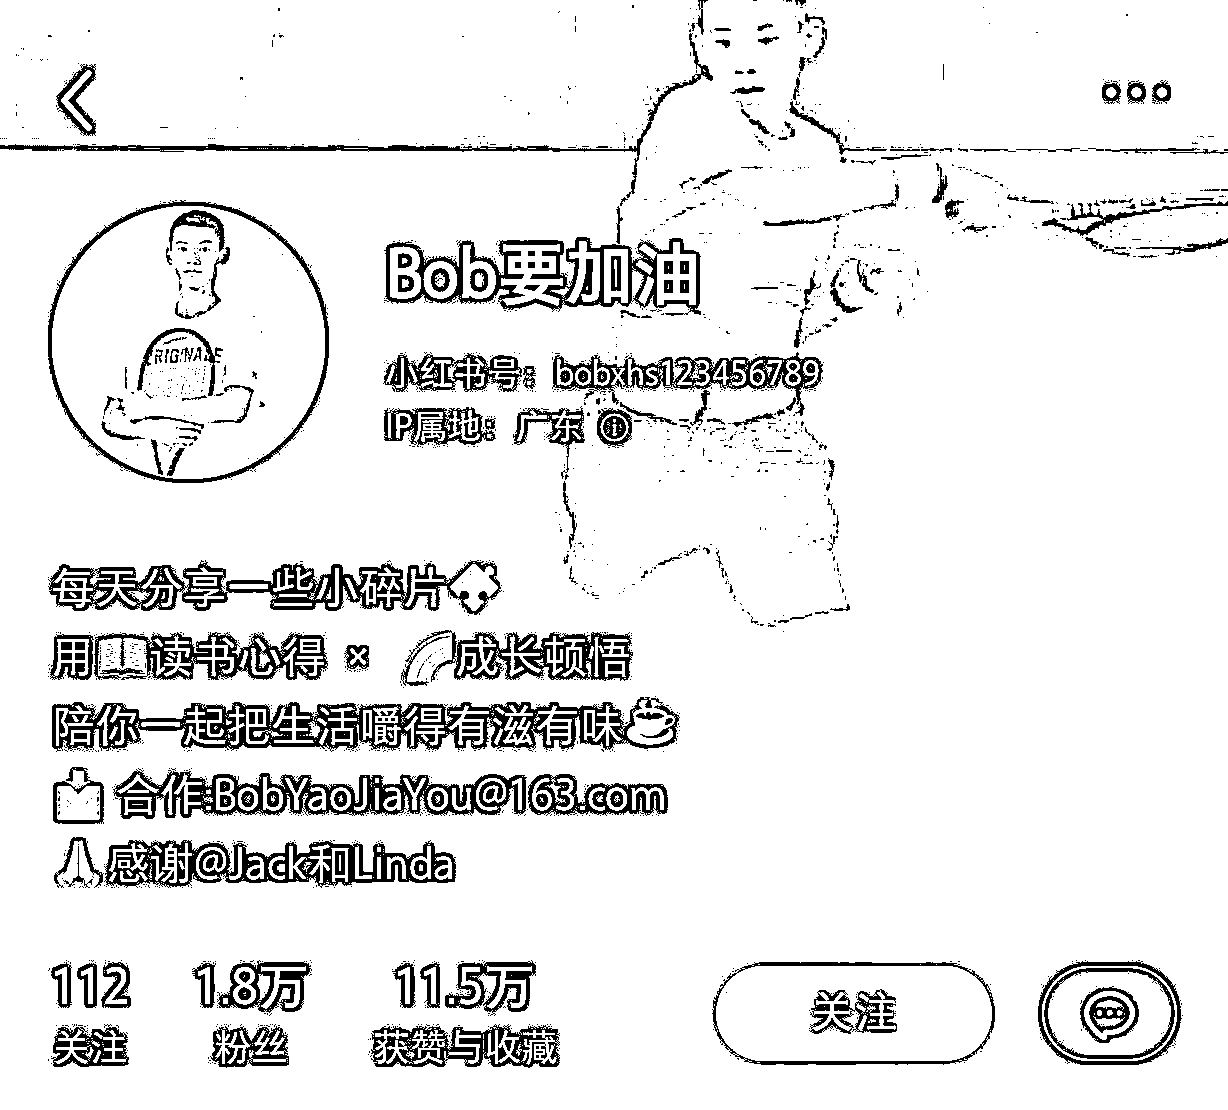 Bob要加油
小红书号：bobxhs123456789
IP属地：广东
RIGINALE
每天分享一些小碎片
用📖读书心得 × 🌈成长顿悟
陪你一起把生活嚼得有滋有味☕
合作:BobYaoJiaYou@163.com
🙏感谢@Jack和Linda
112 1.8万 11.5万
关注 粉丝 获赞与收藏
关注